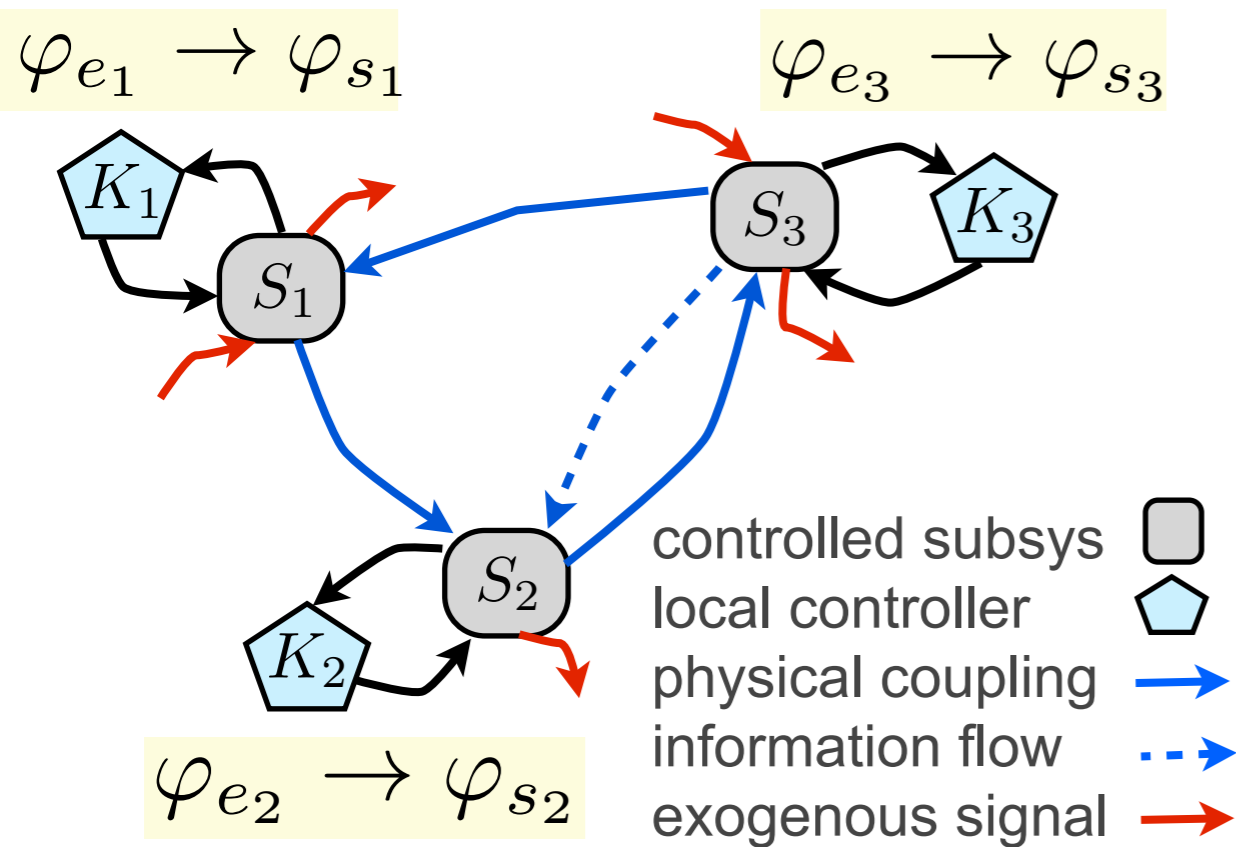 φe₁ → φs₁
φe₃ → φs₃
K₁
S₁
S₃
K₃
S₂
K₂
φe₂ → φs₂
controlled subsys
local controller
physical coupling
information flow
exogenous signal